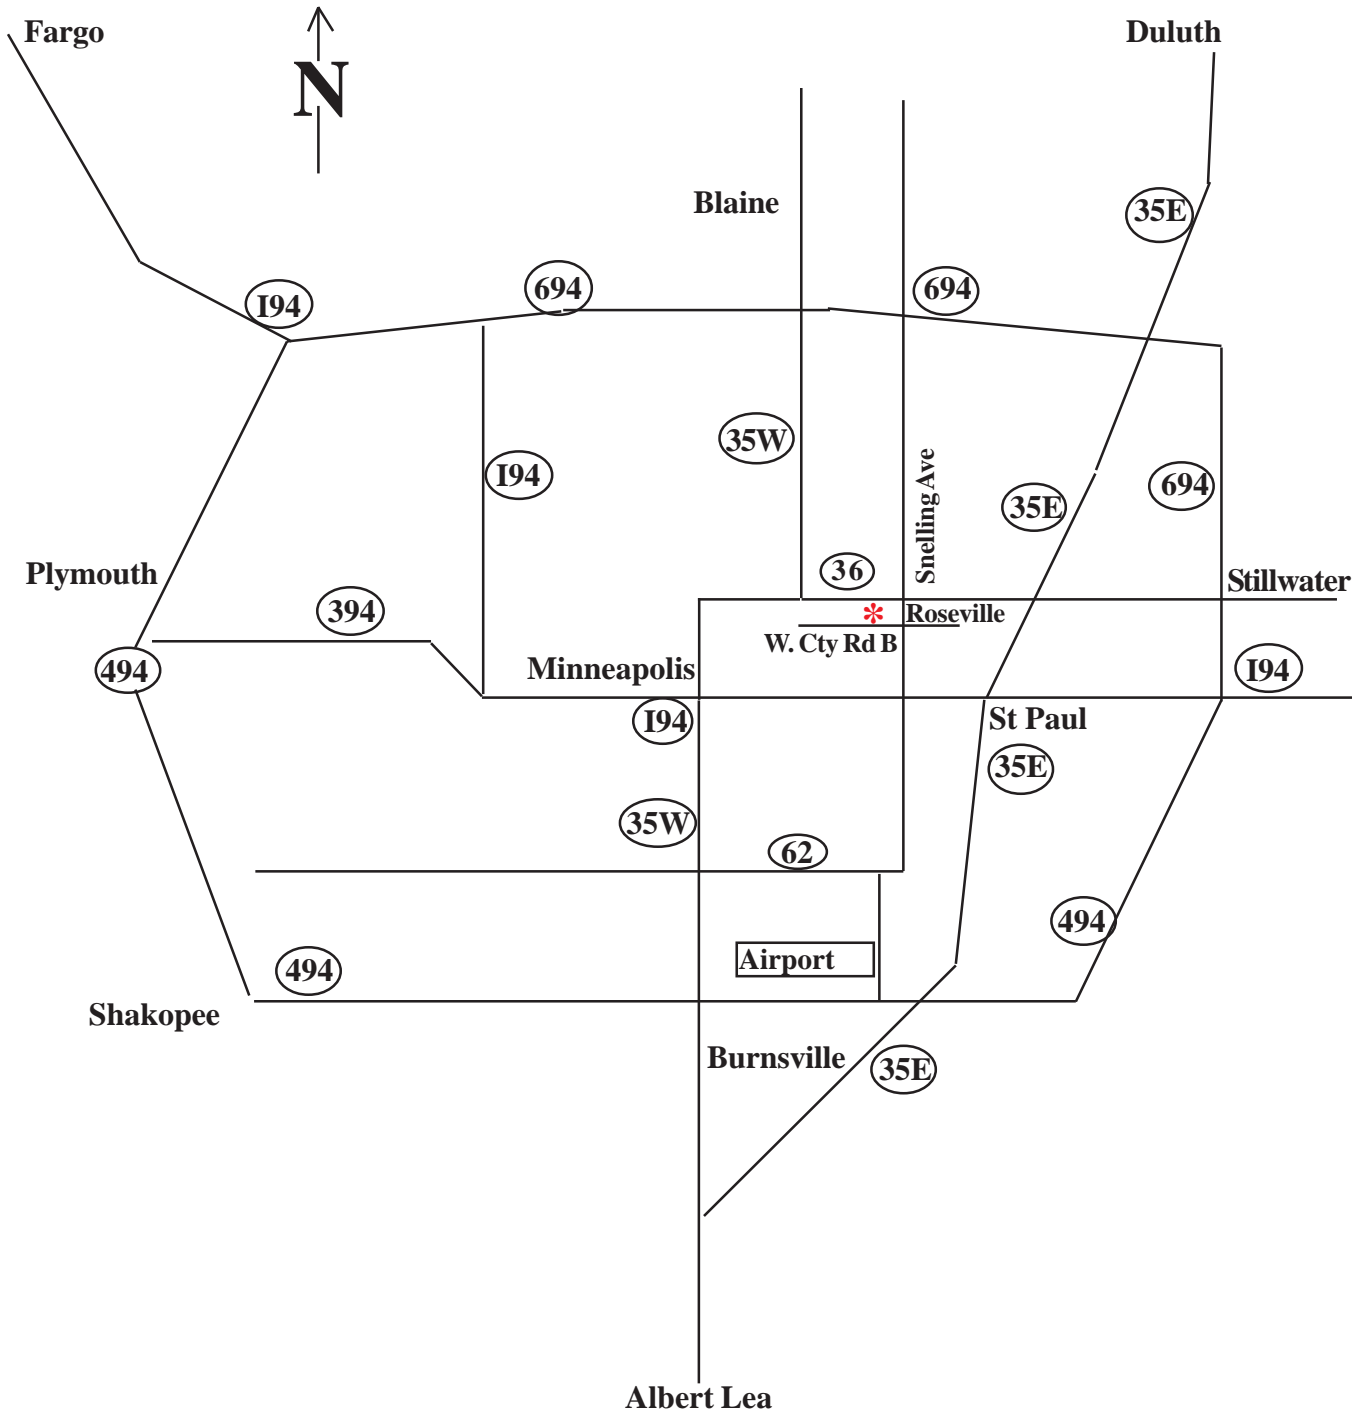 Fargo
Duluth
N
Blaine
35E
I94
694
694
35W
I94
Snelling Ave
35E
694
Plymouth
36
Stillwater
394
Roseville
W. Cty Rd B
494
Minneapolis
I94
I94
St Paul
35E
35W
62
494
Airport
494
Shakopee
Burnsville
35E
Albert Lea